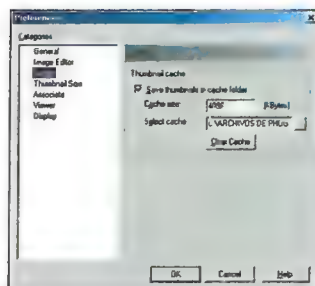 Preferences
Categories
General
Image Editor
Thumbnail Size
Associate
Viewer
Display
Thumbnail cache
Save thumbnails in cache folder
Cache size:
Select cache
Clear Cache
OK
Cancel
Help